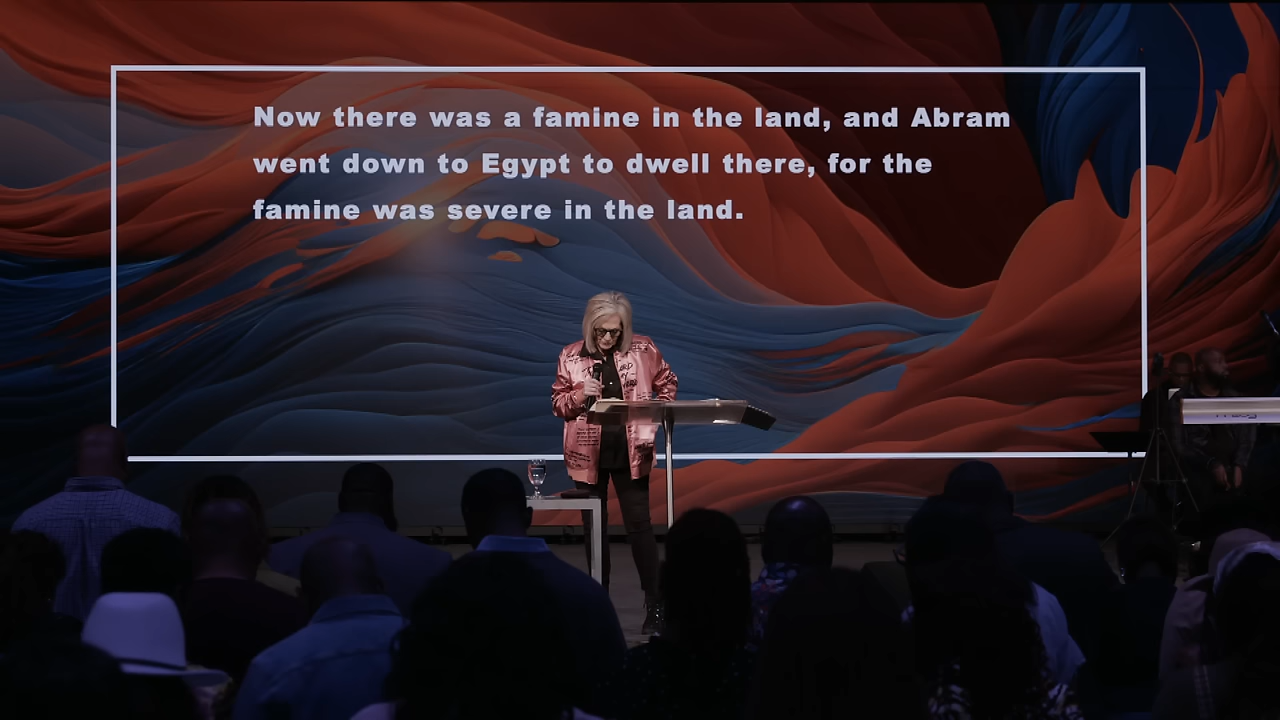 Now there was a famine in the land, and Abram
went down to Egypt to dwell there, for the
famine was severe in the land.